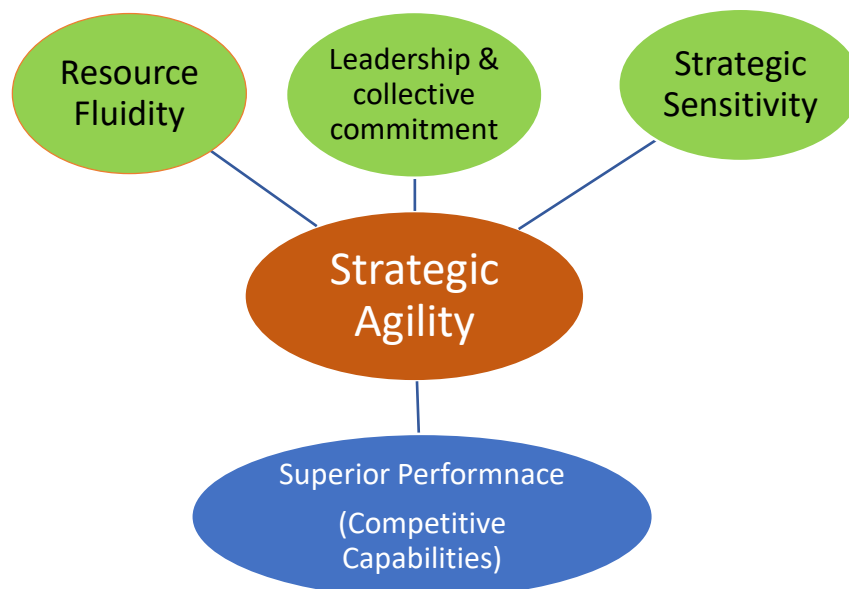 Resource
Fluidity
Leadership &
collective
commitment
Strategic
Sensitivity
Strategic
Agility
Superior Performnace
(Competitive
Capabilities)